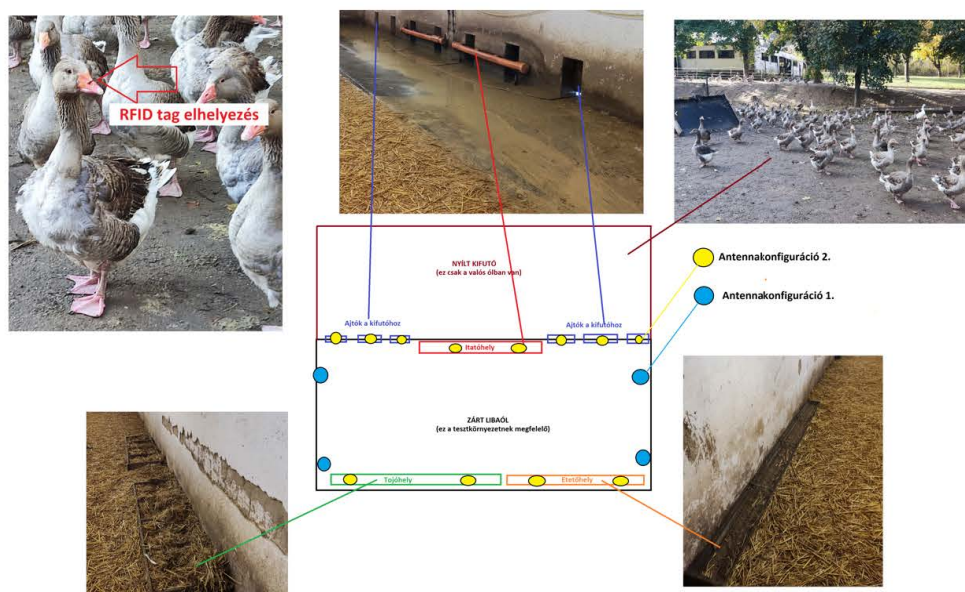 RFID tag elhelyezés
NYÍLT KIFUTÓ
(ez csak a valós ólban van)
Antennakonfiguráció 2.
Antennakonfiguráció 1.
Ajtók a kifutóhoz
Ajtók a kifutóhoz
Itatóhely
ZÁRT LIBAÓL
(ez a tesztkörnyezetnek megfelelő)
Tojóhely
Etetőhely